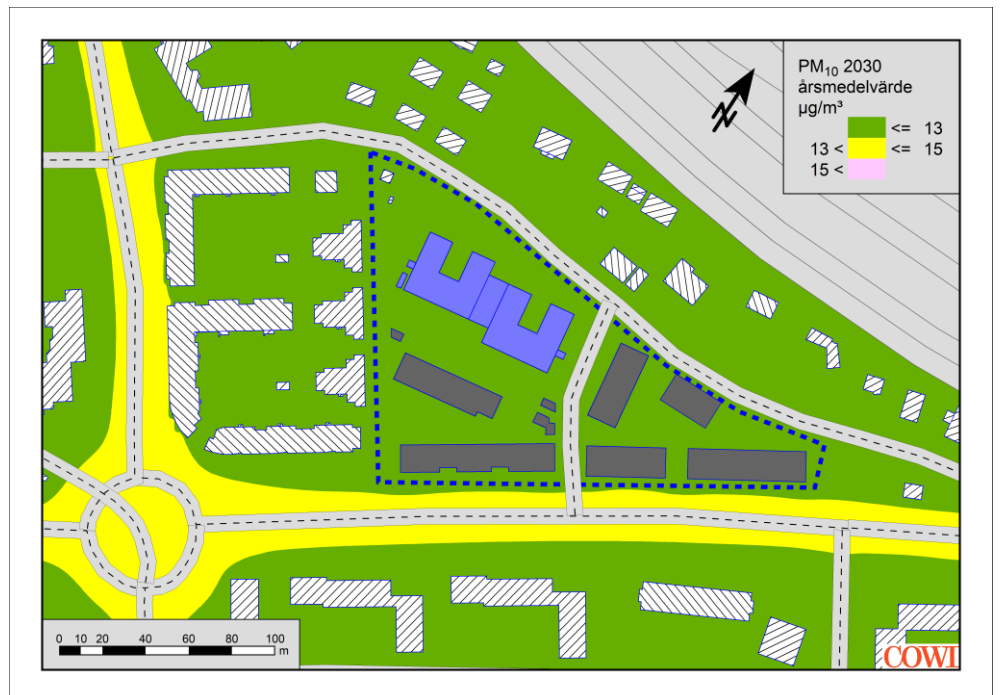 PM₁₀ 2030
årsmedelvärde
µg/m³
<= 13
13 < <= 15
15 <
N
0 10 20 40 60 80 100
m
COWI